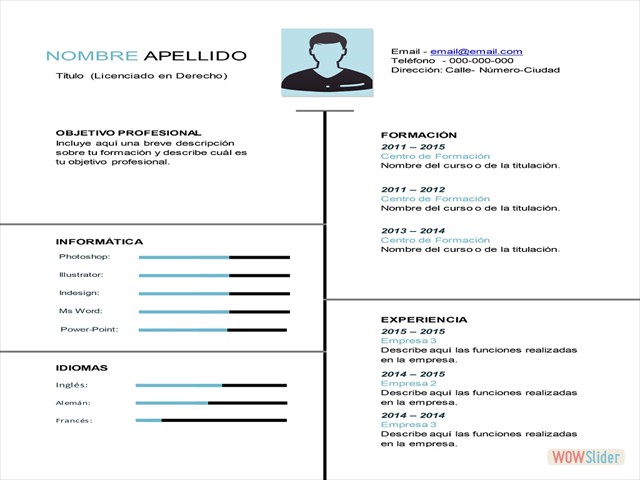 NOMBRE APELLIDO
Título (Licenciado en Derecho)
Email - email@email.com
Teléfono - 000-000-000
Dirección: Calle- Número-Ciudad
OBJETIVO PROFESIONAL
Incluye aquí una breve descripción
sobre tu formación y describe cuál es
tu objetivo profesional.
INFORMÁTICA
Photoshop:
Illustrator:
Indesign:
Ms Word:
Power-Point:
IDIOMAS
Inglés:
Alemán:
Francés:
FORMACIÓN
2011 – 2015
Centro de Formación
Nombre del curso o de la titulación.
2011 – 2012
Centro de Formación
Nombre del curso o de la titulación.
2013 – 2014
Centro de Formación
Nombre del curso o de la titulación.
EXPERIENCIA
2015 – 2015
Empresa 3
Describe aquí las funciones realizadas
en la empresa.
2014 – 2015
Empresa 2
Describe aquí las funciones realizadas
en la empresa.
2014 – 2014
Empresa 3
Describe aquí las funciones realizadas
en la empresa.
WOWSlider